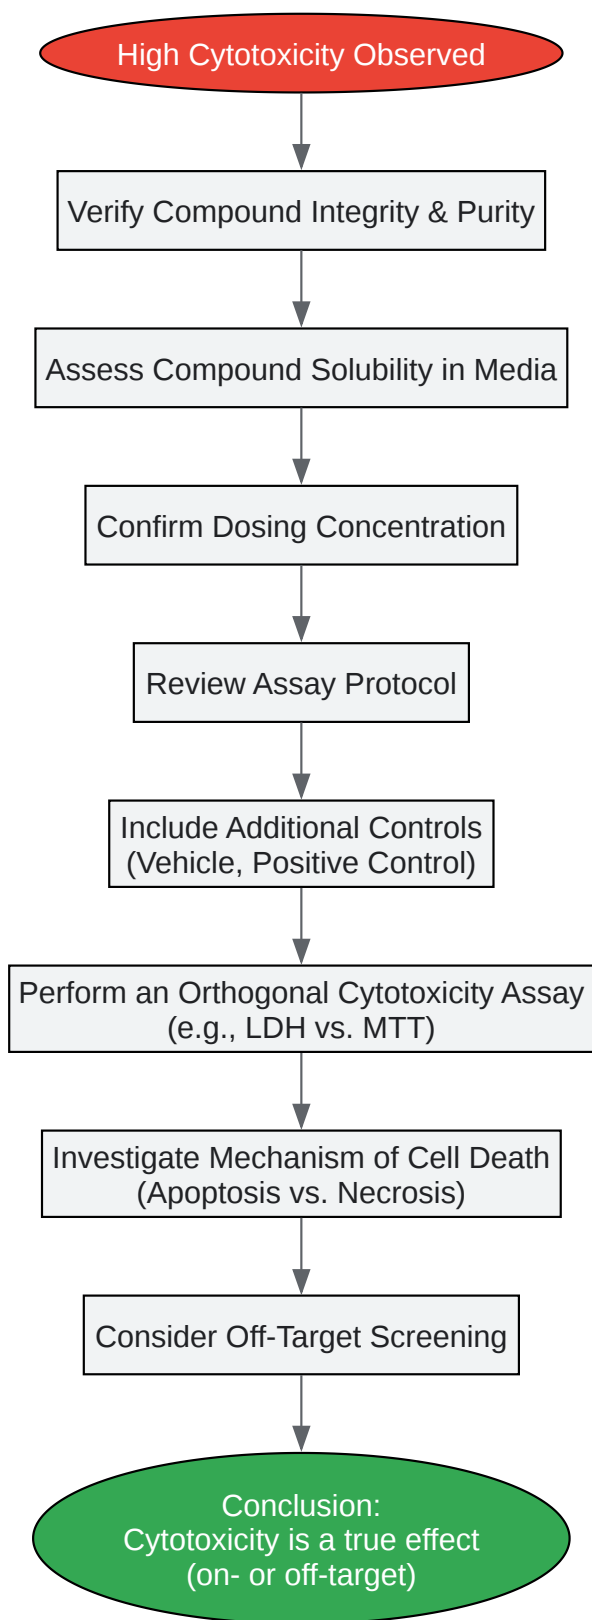 High Cytotoxicity Observed
Verify Compound Integrity & Purity
Assess Compound Solubility in Media
Confirm Dosing Concentration
Review Assay Protocol
Include Additional Controls
(Vehicle, Positive Control)
Perform an Orthogonal Cytotoxicity Assay
(e.g., LDH vs. MTT)
Investigate Mechanism of Cell Death
(Apoptosis vs. Necrosis)
Consider Off-Target Screening
Conclusion:
Cytotoxicity is a true effect
(on- or off-target)